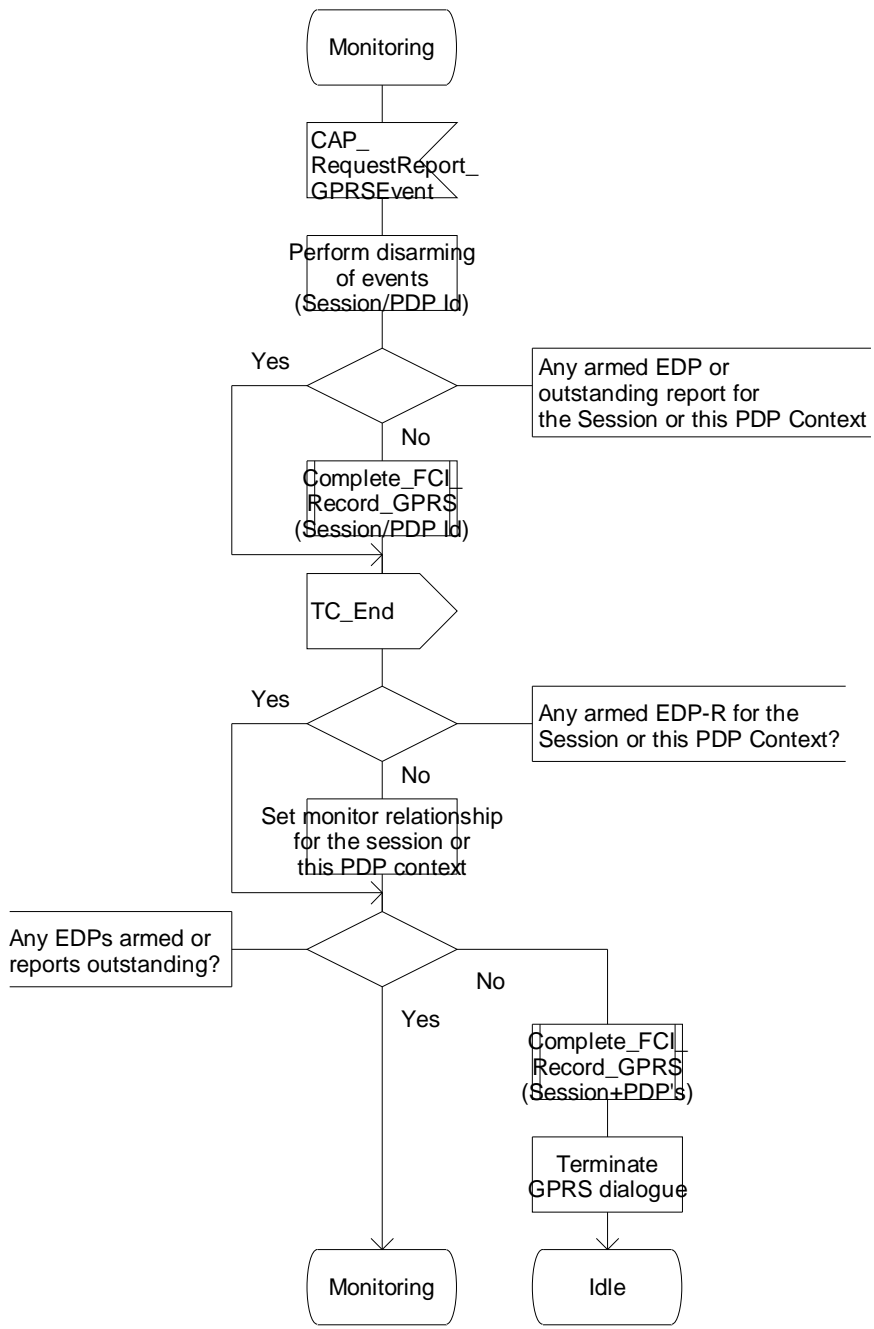 Monitoring
CAP_
RequestReport_
GPRSEvent
Perform disarming
of events
(Session/PDP Id)
Yes
Any armed EDP or
outstanding report for
the Session or this PDP Context
No
Complete_FCI_
Record_GPRS
(Session/PDP Id)
TC_End
Yes
Any armed EDP-R for the
Session or this PDP Context?
No
Set monitor relationship
for the session or
this PDP context
Any EDPs armed or
reports outstanding?
No
Yes
Complete_FCI_
Record_GPRS
(Session+PDP's)
Terminate
GPRS dialogue
Monitoring
Idle